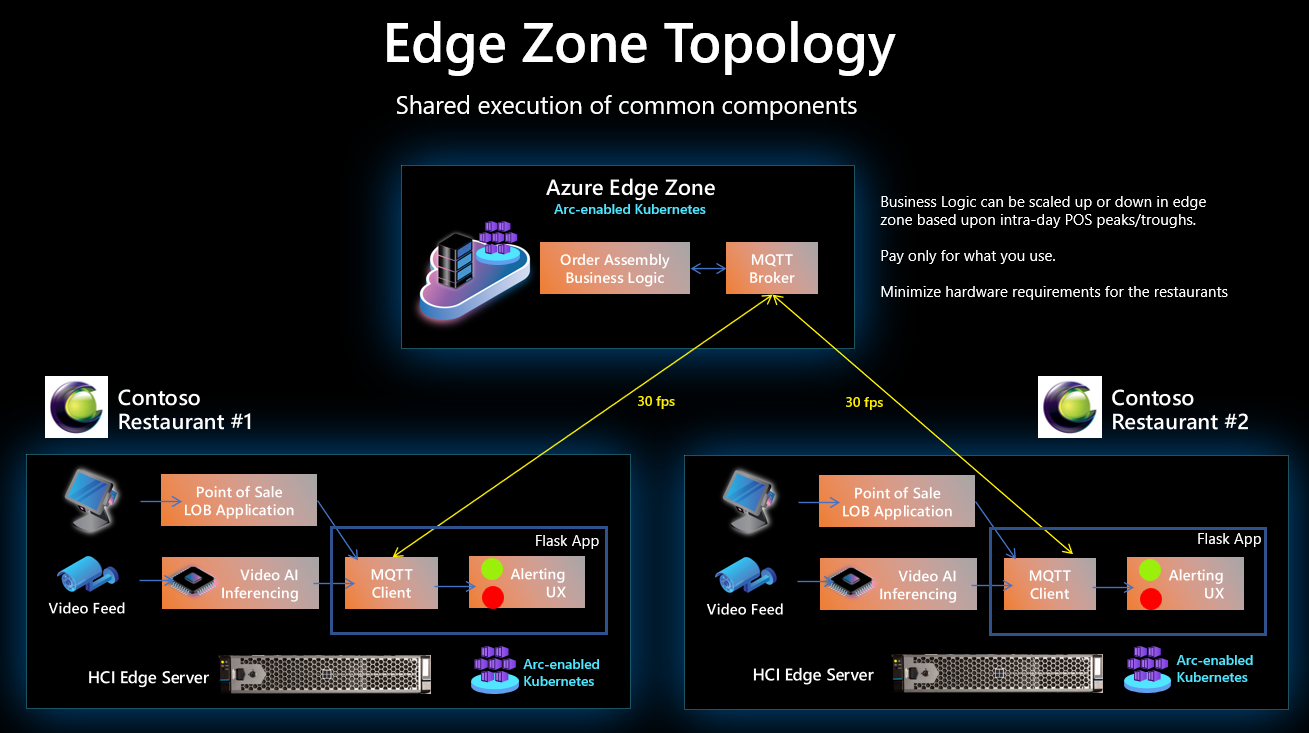 Edge Zone Topology
Shared execution of common components
Azure Edge Zone
Arc-enabled Kubernetes
Order Assembly
Business Logic
MQTT
Broker
Business Logic can be scaled up or down in edge
zone based upon intra-day POS peaks/troughs.
Pay only for what you use.
Minimize hardware requirements for the restaurants
30 fps
30 fps
Contoso
Restaurant #1
Point of Sale
LOB Application
Flask App
Video Feed
Video AI
Inferencing
MQTT
Client
Alerting
UX
HCI Edge Server
Arc-enabled
Kubernetes
Contoso
Restaurant #2
Point of Sale
LOB Application
Flask App
Video Feed
Video AI
Inferencing
MQTT
Client
Alerting
UX
HCI Edge Server
Arc-enabled
Kubernetes